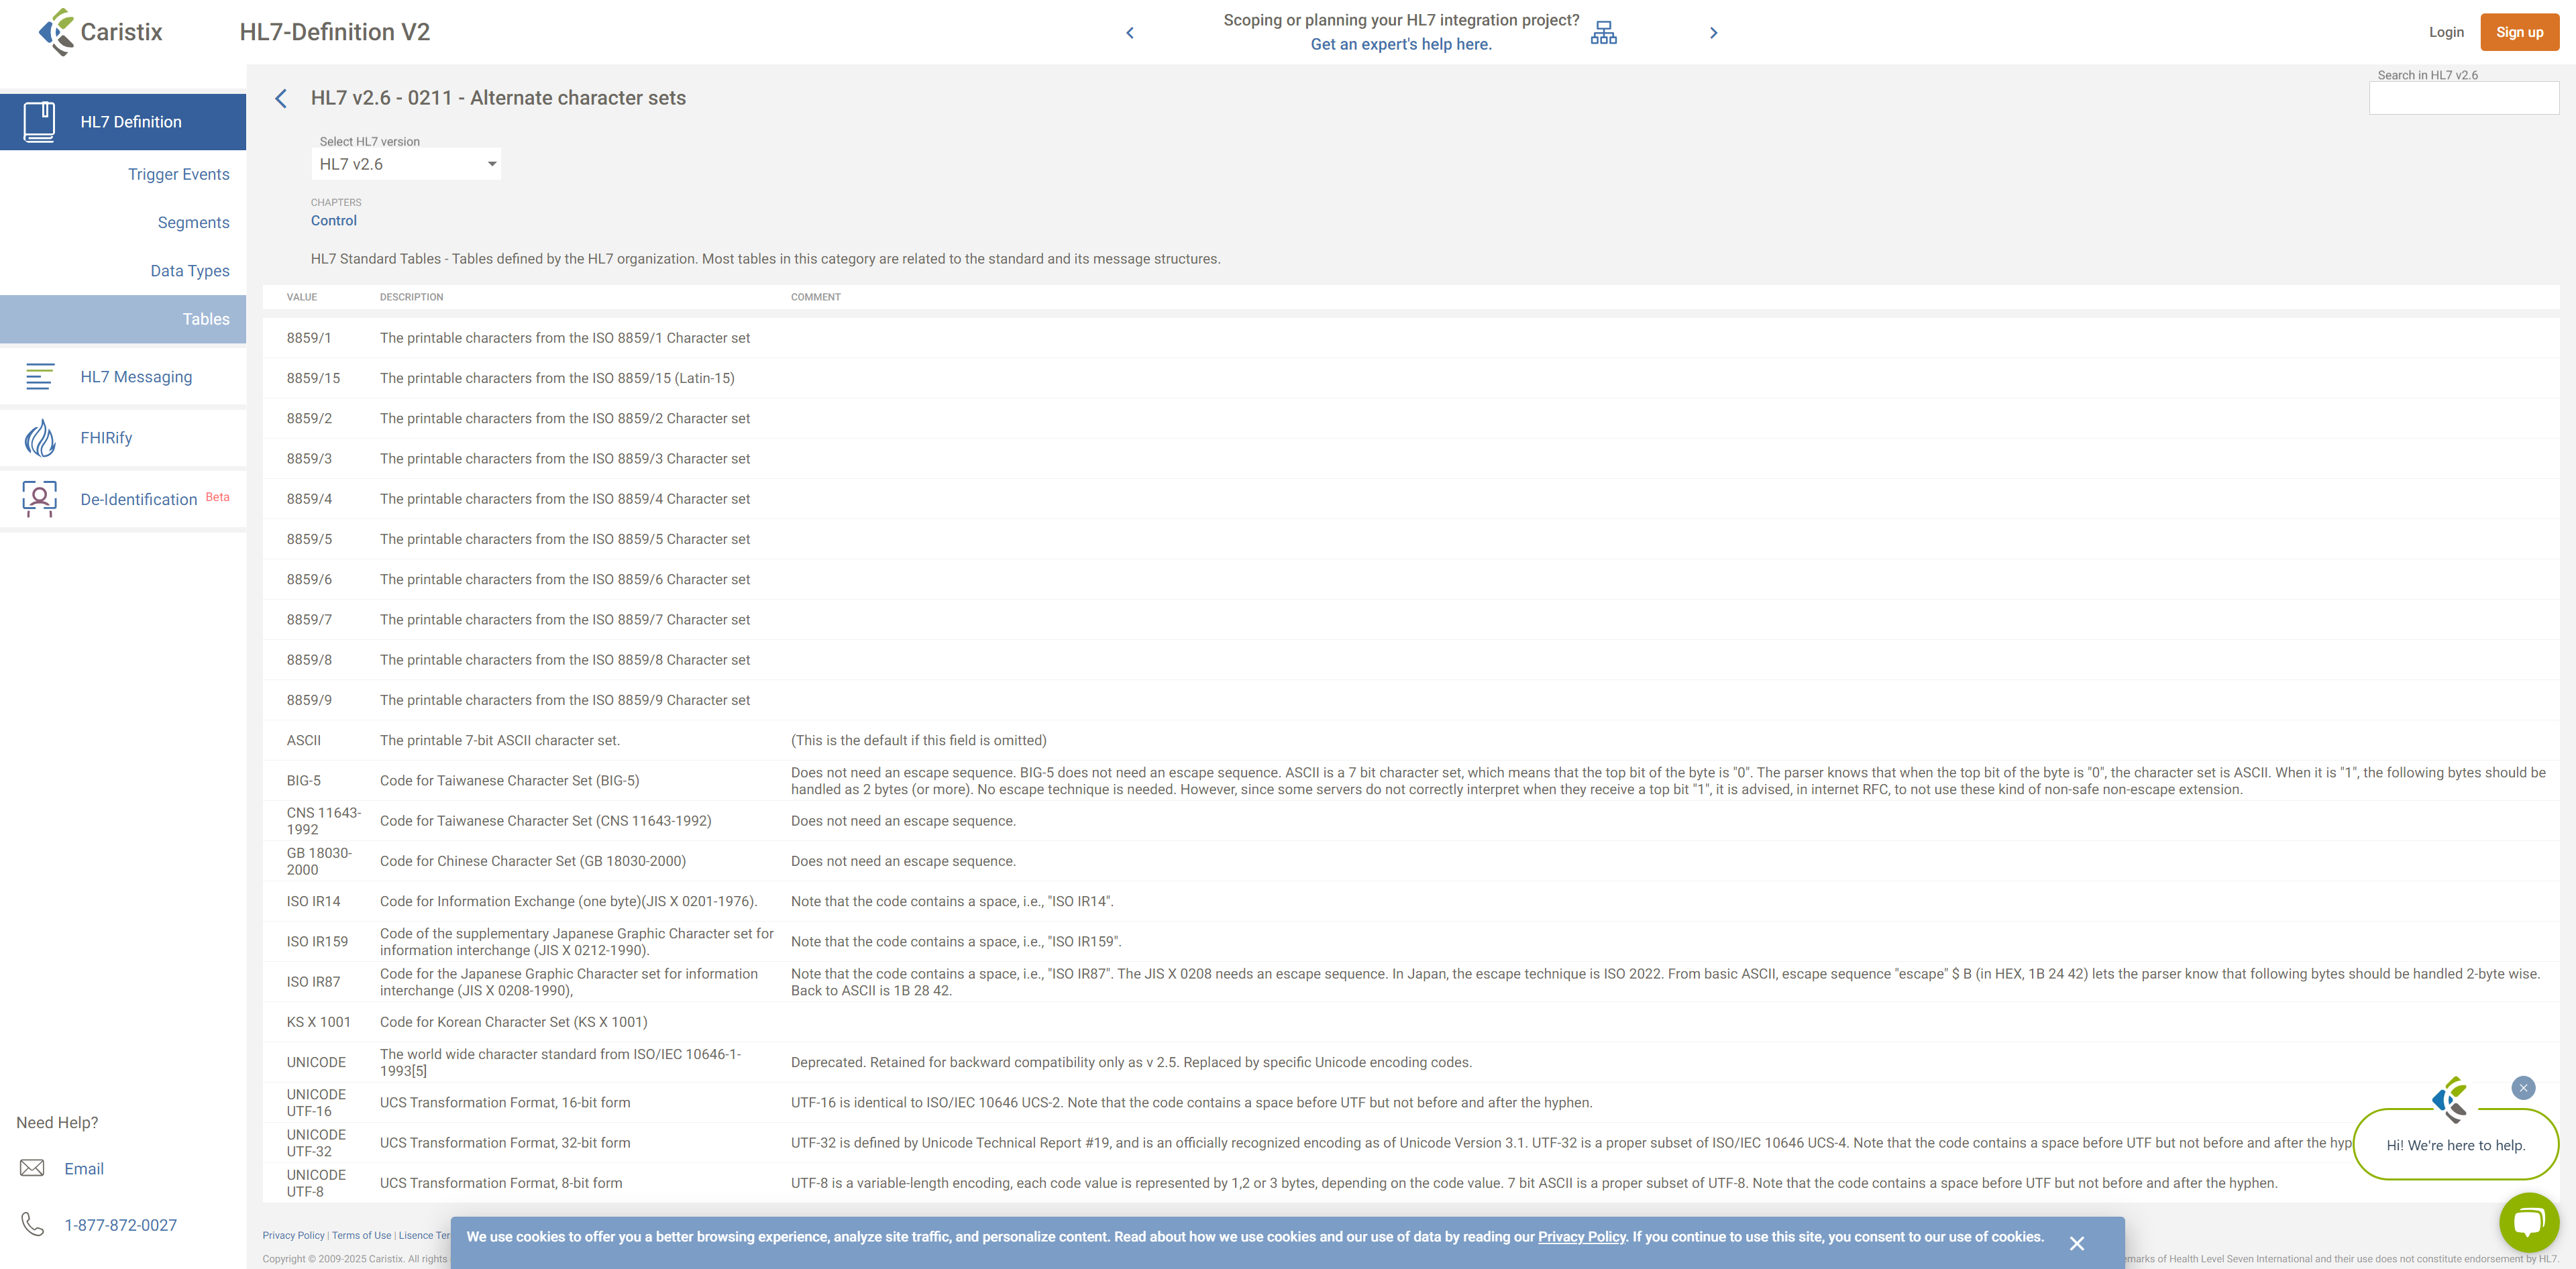 Caristix
HL7-Definition V2
Scoping or planning your HL7 integration project?
Get an expert's help here.
Login
Sign up
HL7 Definition
Trigger Events
Segments
Data Types
Tables
HL7 Messaging
FHIRify
De-Identification Beta
Need Help?
Email
1-877-872-0027
HL7 v2.6 - 0211 - Alternate character sets
Search in HL7 v2.6
Select HL7 version
HL7 v2.6
CHAPTERS
Control
HL7 Standard Tables - Tables defined by the HL7 organization. Most tables in this category are related to the standard and its message structures.
VALUE DESCRIPTION COMMENT
8859/1 The printable characters from the ISO 8859/1 Character set
8859/15 The printable characters from the ISO 8859/15 (Latin-15)
8859/2 The printable characters from the ISO 8859/2 Character set
8859/3 The printable characters from the ISO 8859/3 Character set
8859/4 The printable characters from the ISO 8859/4 Character set
8859/5 The printable characters from the ISO 8859/5 Character set
8859/6 The printable characters from the ISO 8859/6 Character set
8859/7 The printable characters from the ISO 8859/7 Character set
8859/8 The printable characters from the ISO 8859/8 Character set
8859/9 The printable characters from the ISO 8859/9 Character set
ASCII The printable 7-bit ASCII character set. (This is the default if this field is omitted)
BIG-5 Code for Taiwanese Character Set (BIG-5)
Does not need an escape sequence. BIG-5 does not need an escape sequence. ASCII is a 7 bit character set, which means that the top bit of the byte is "0". The parser knows that when the top bit of the byte is "0", the character set is ASCII. When it is "1", the following bytes should be
handled as 2 bytes (or more). No escape technique is needed. However, since some servers do not correctly interpret when they receive a top bit "1", it is advised, in internet RFC, to not use these kind of non-safe non-escape extension.
CNS 11643-
1992
Code for Taiwanese Character Set (CNS 11643-1992) Does not need an escape sequence.
GB 18030-
2000
Code for Chinese Character Set (GB 18030-2000) Does not need an escape sequence.
ISO IR14 Code for Information Exchange (one byte)(JIS X 0201-1976). Note that the code contains a space, i.e., "ISO IR14".
ISO IR159
Code of the supplementary Japanese Graphic Character set for
information interchange (JIS X 0212-1990).
Note that the code contains a space, i.e., "ISO IR159".
ISO IR87
Code for the Japanese Graphic Character set for information
interchange (JIS X 0208-1990),
Note that the code contains a space, i.e., "ISO IR87". The JIS X 0208 needs an escape sequence. In Japan, the escape technique is ISO 2022. From basic ASCII, escape sequence "escape" $ B (in HEX, 1B 24 42) lets the parser know that following bytes should be handled 2-byte wise.
Back to ASCII is 1B 28 42.
KS X 1001 Code for Korean Character Set (KS X 1001)
UNICODE
The world wide character standard from ISO/IEC 10646-1-
1993[5]
Deprecated. Retained for backward compatibility only as v 2.5. Replaced by specific Unicode encoding codes.
UNICODE
UTF-16
UCS Transformation Format, 16-bit form UTF-16 is identical to ISO/IEC 10646 UCS-2. Note that the code contains a space before UTF but not before and after the hyphen.
UNICODE
UTF-32
UCS Transformation Format, 32-bit form UTF-32 is defined by Unicode Technical Report #19, and is an officially recognized encoding as of Unicode Version 3.1. UTF-32 is a proper subset of ISO/IEC 10646 UCS-4. Note that the code contains a space before UTF but not before and after the hyp
UNICODE
UTF-8
UCS Transformation Format, 8-bit form UTF-8 is a variable-length encoding, each code value is represented by 1,2 or 3 bytes, depending on the code value. 7 bit ASCII is a proper subset of UTF-8. Note that the code contains a space before UTF but not before and after the hyphen.
Hi! We're here to help.
Privacy Policy | Terms of Use | Lisence Ter
We use cookies to offer you a better browsing experience, analyze site traffic, and personalize content. Read about how we use cookies and our use of data by reading our Privacy Policy. If you continue to use this site, you consent to our use of cookies.
Copyright © 2009-2025 Caristix. All rights
emarks of Health Level Seven International and their use does not constitute endorsement by HL7.